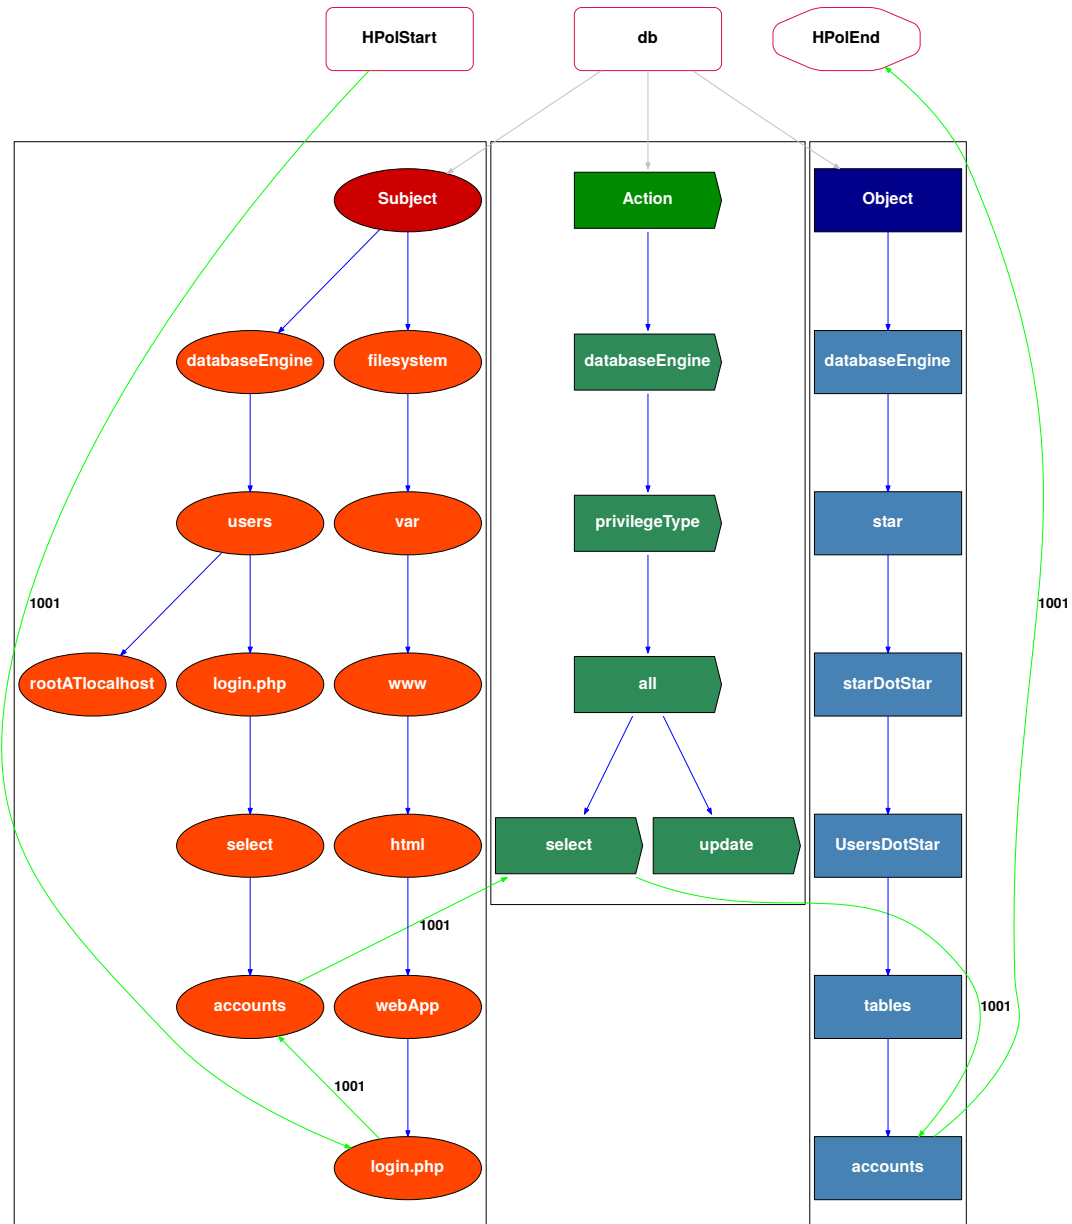 HPolStart
db
HPolEnd
Subject
Action
Object
databaseEngine
filesystem
databaseEngine
databaseEngine
users
var
privilegeType
star
1001
1001
rootATlocalhost
login.php
www
all
starDotStar
select
html
select
update
UsersDotStar
1001
accounts
webApp
tables
1001
1001
login.php
accounts